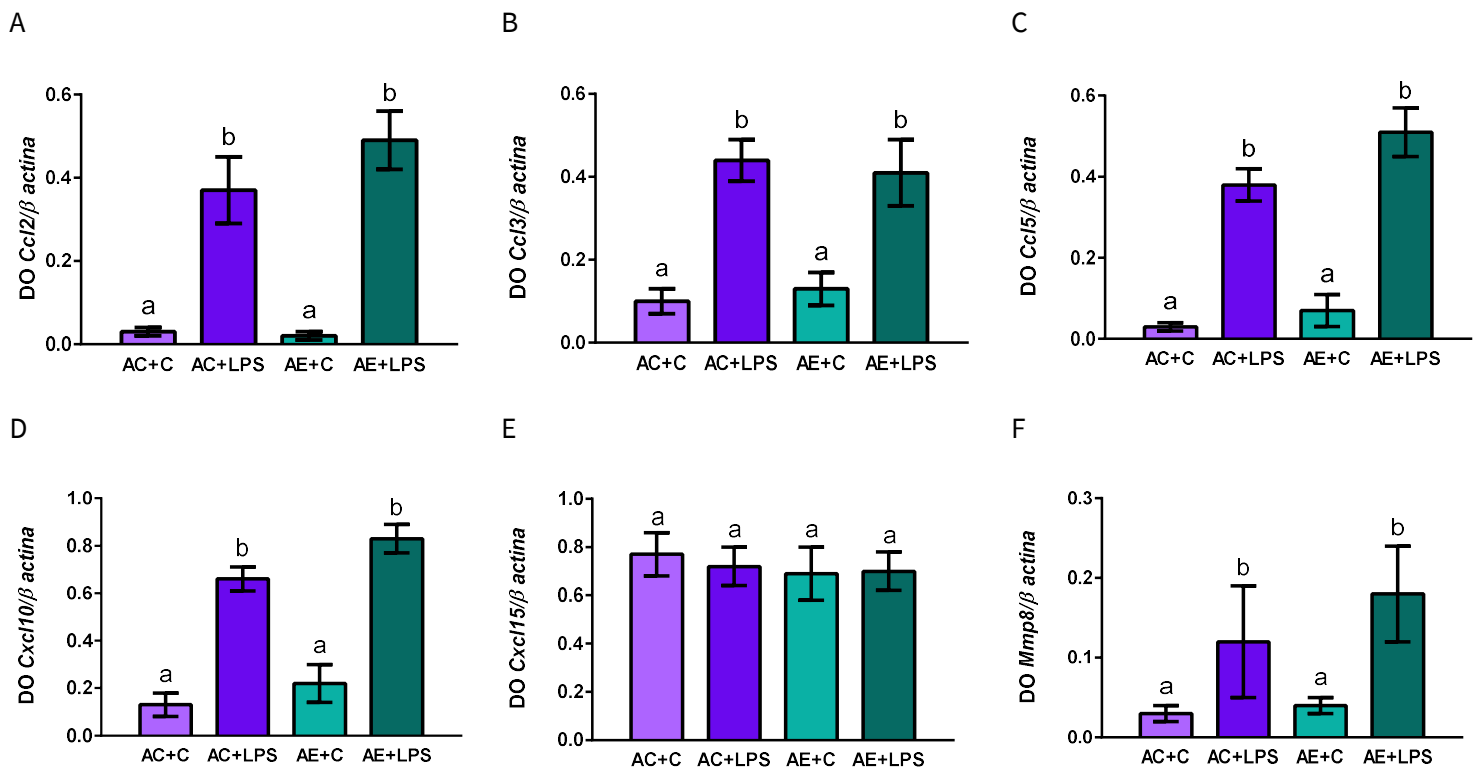 A
DO Ccl2/β actina
0.6
0.4
0.2
0.0
a
b
a
b
AC+C AC+LPS AE+C AE+LPS
B
DO Ccl3/β actina
0.6
0.4
0.2
0.0
a
b
a
b
AC+C AC+LPS AE+C AE+LPS
C
DO Ccl5/β actina
0.6
0.4
0.2
0.0
a
b
a
b
AC+C AC+LPS AE+C AE+LPS
D
DO Cxcl10/β actina
1.0
0.8
0.6
0.4
0.2
0.0
a
b
a
b
AC+C AC+LPS AE+C AE+LPS
E
DO Cxcl15/β actina
1.0
0.8
0.6
0.4
0.2
0.0
a
a
a
a
AC+C AC+LPS AE+C AE+LPS
F
DO Mmp8/β actina
0.3
0.2
0.1
0.0
a
b
a
b
AC+C AC+LPS AE+C AE+LPS